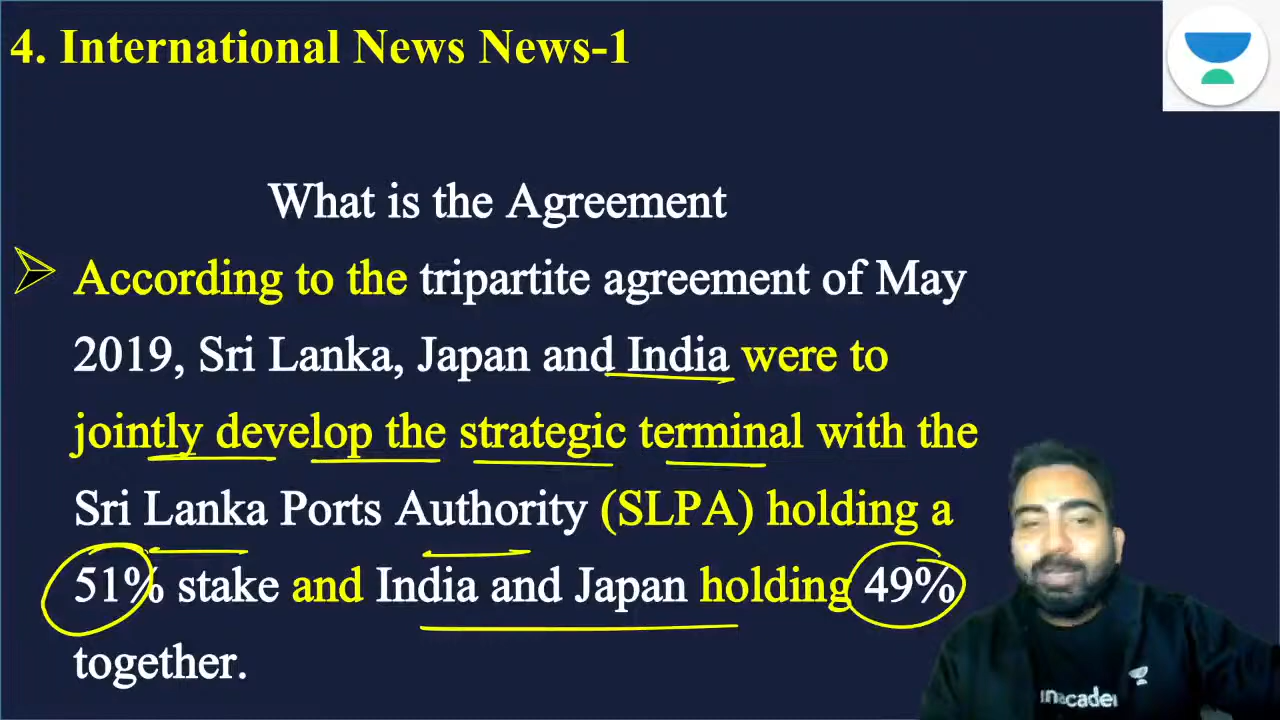 4. International News News-1
What is the Agreement
According to the tripartite agreement of May
2019, Sri Lanka, Japan and India were to
jointly develop the strategic terminal with the
Sri Lanka Ports Authority (SLPA) holding a
51% stake and India and Japan holding 49%
together.
unacadem